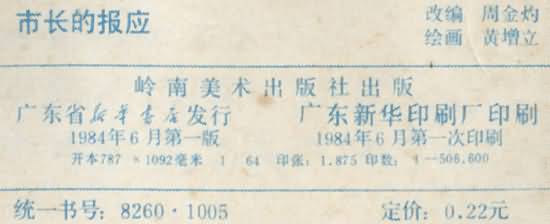 市长的报应
改编 周金灼
绘画 黄增立
岭南美术出版社出版
广东省新华书店发行 广东新华印刷厂印刷
1984年6月第一版 1984年6月第一次印刷
开本787×1092毫米 1 64 印张:1.875 印数:1—506,600
统一书号:8260·1005 定价:0.22元